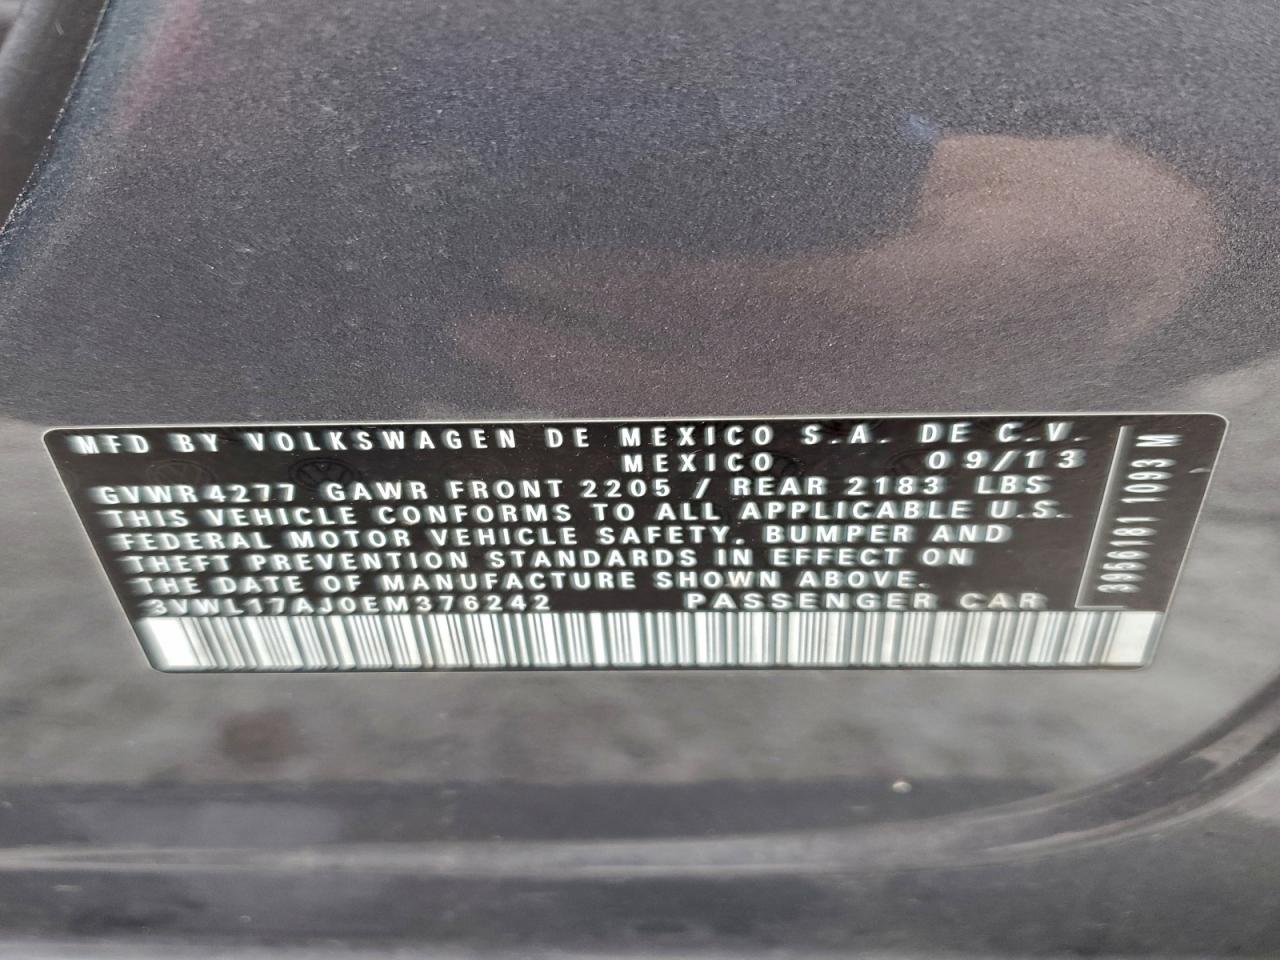 MFD BY VOLKSWAGEN DE MEXICO S.A. DE C.V.
MEXICO 09/13
GVWR 4277 GAWR FRONT 2205 / REAR 2183 LBS
THIS VEHICLE CONFORMS TO ALL APPLICABLE U.S.
FEDERAL MOTOR VEHICLE SAFETY, BUMPER AND
THEFT PREVENTION STANDARDS IN EFFECT ON
THE DATE OF MANUFACTURE SHOWN ABOVE.
3VWL17AJ0EM376242 PASSENGER CAR
3956181 1093 M